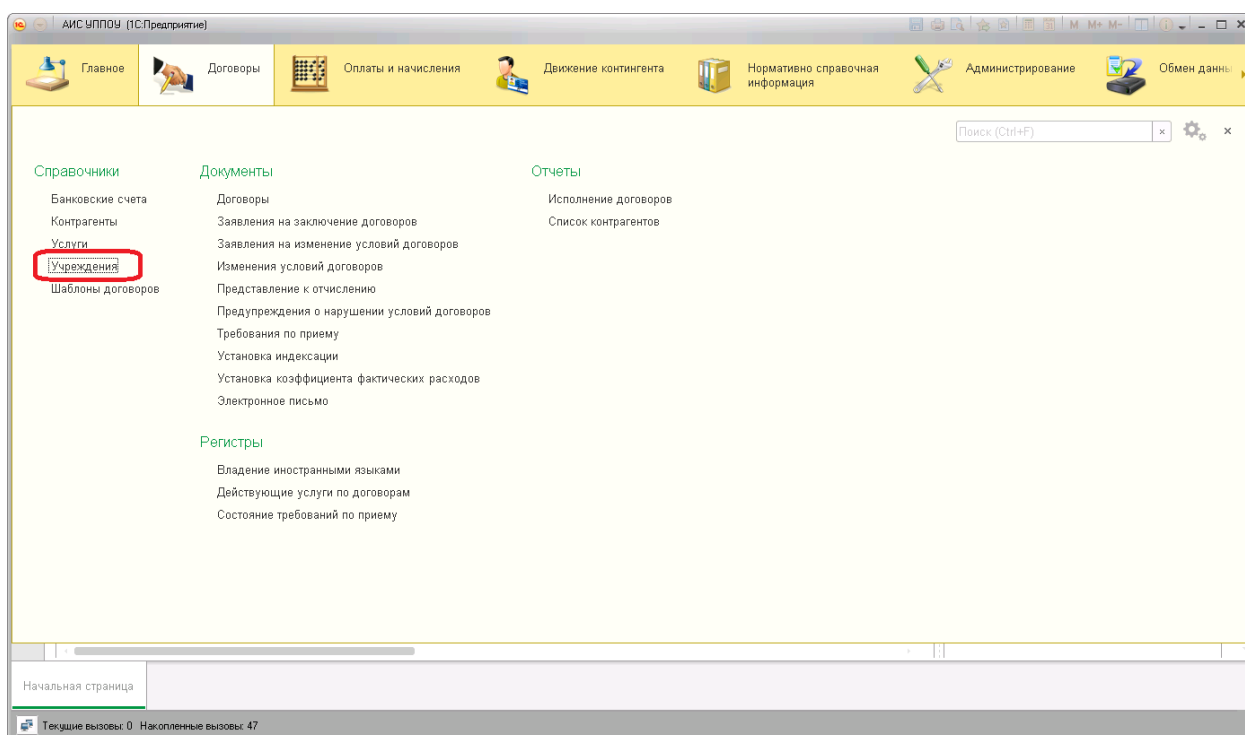 АИС УППОУ (1С:Предприятие)
M M+ M-
Главное
Договоры
Оплаты и начисления
Движение контингента
Нормативно справочная
информация
Администрирование
Обмен данны
Поиск (Ctrl+F)
Справочники
Банковские счета
Контрагенты
Услуги
Учреждения
Шаблоны договоров
Документы
Договоры
Заявления на заключение договоров
Заявления на изменение условий договоров
Изменения условий договоров
Представление к отчислению
Предупреждения о нарушении условий договоров
Требования по приему
Установка индексации
Установка коэффициента фактических расходов
Электронное письмо
Регистры
Владение иностранными языками
Действующие услуги по договорам
Состояние требований по приему
Отчеты
Исполнение договоров
Список контрагентов
Начальная страница
Текущие вызовы: 0 Накопленные вызовы: 47